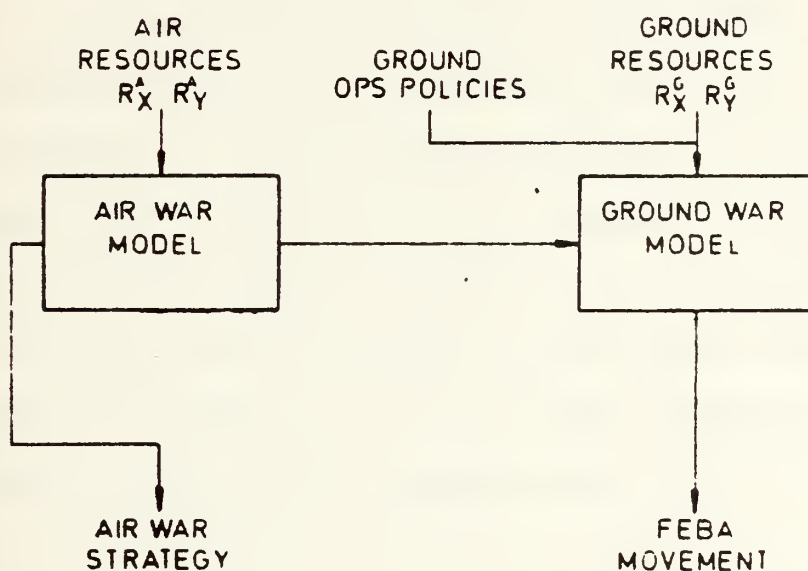 AIR
RESOURCES
R^A_X R^A_Y
GROUND
OPS POLICIES
GROUND
RESOURCES
R^G_X R^G_Y
AIR WAR
MODEL
GROUND WAR
MODEL
AIR WAR
STRATEGY
FEBA
MOVEMENT